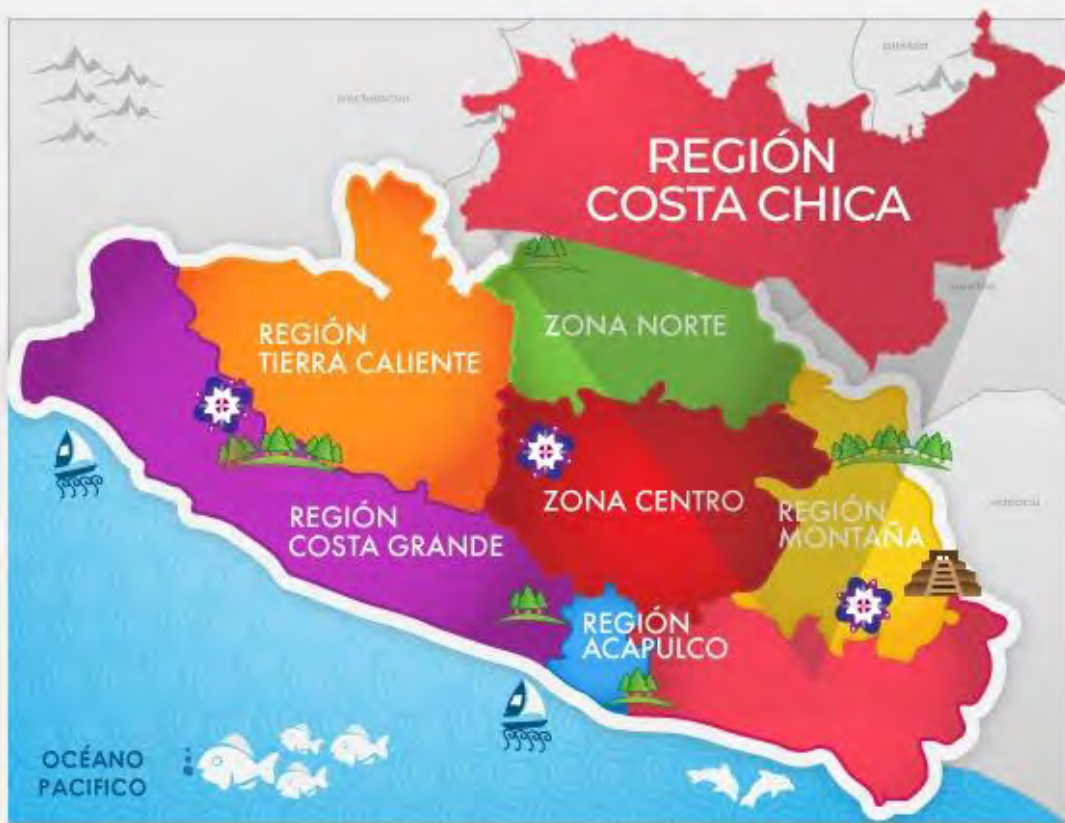 REGIÓN
COSTA CHICA
ZONA NORTE
REGIÓN
TIERRA CALIENTE
ZONA CENTRO
REGIÓN
MONTAÑA
REGIÓN
COSTA GRANDE
REGIÓN
ACAPULCO
OCÉANO
PACIFICO